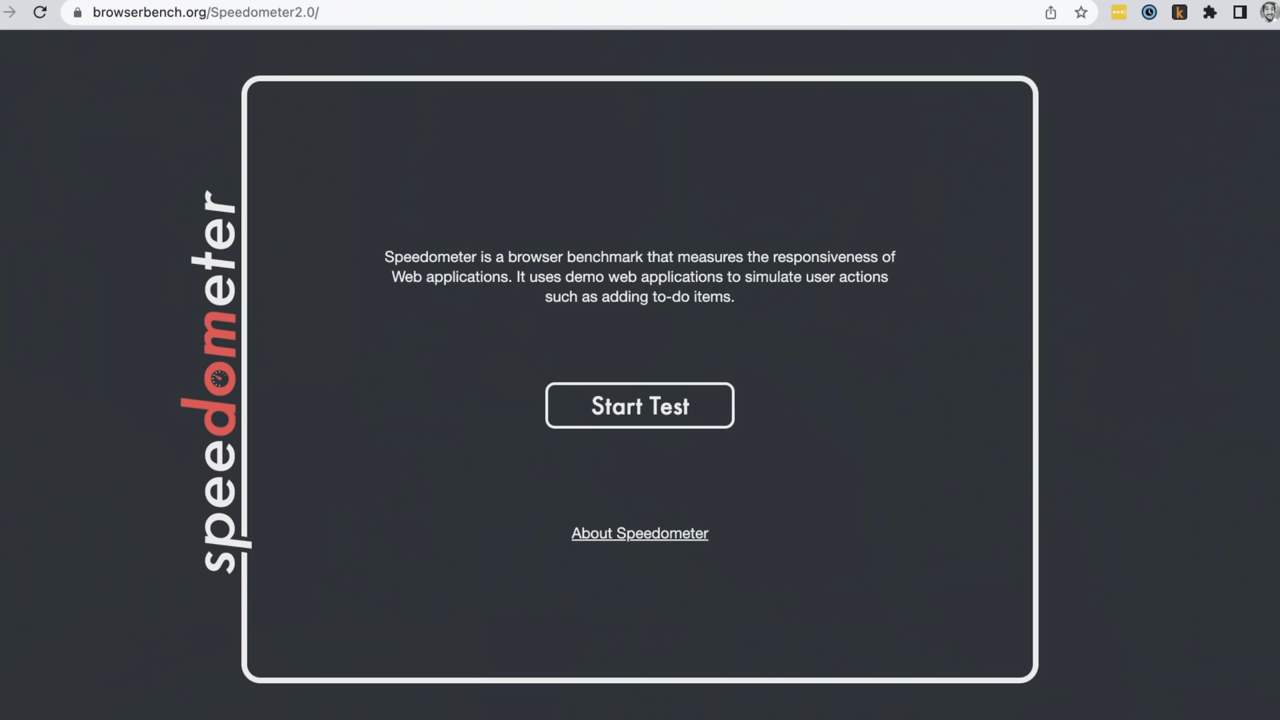 browserbench.org/Speedometer2.0/
speedometer
Speedometer is a browser benchmark that measures the responsiveness of
Web applications. It uses demo web applications to simulate user actions
such as adding to-do items.
Start Test
About Speedometer
k